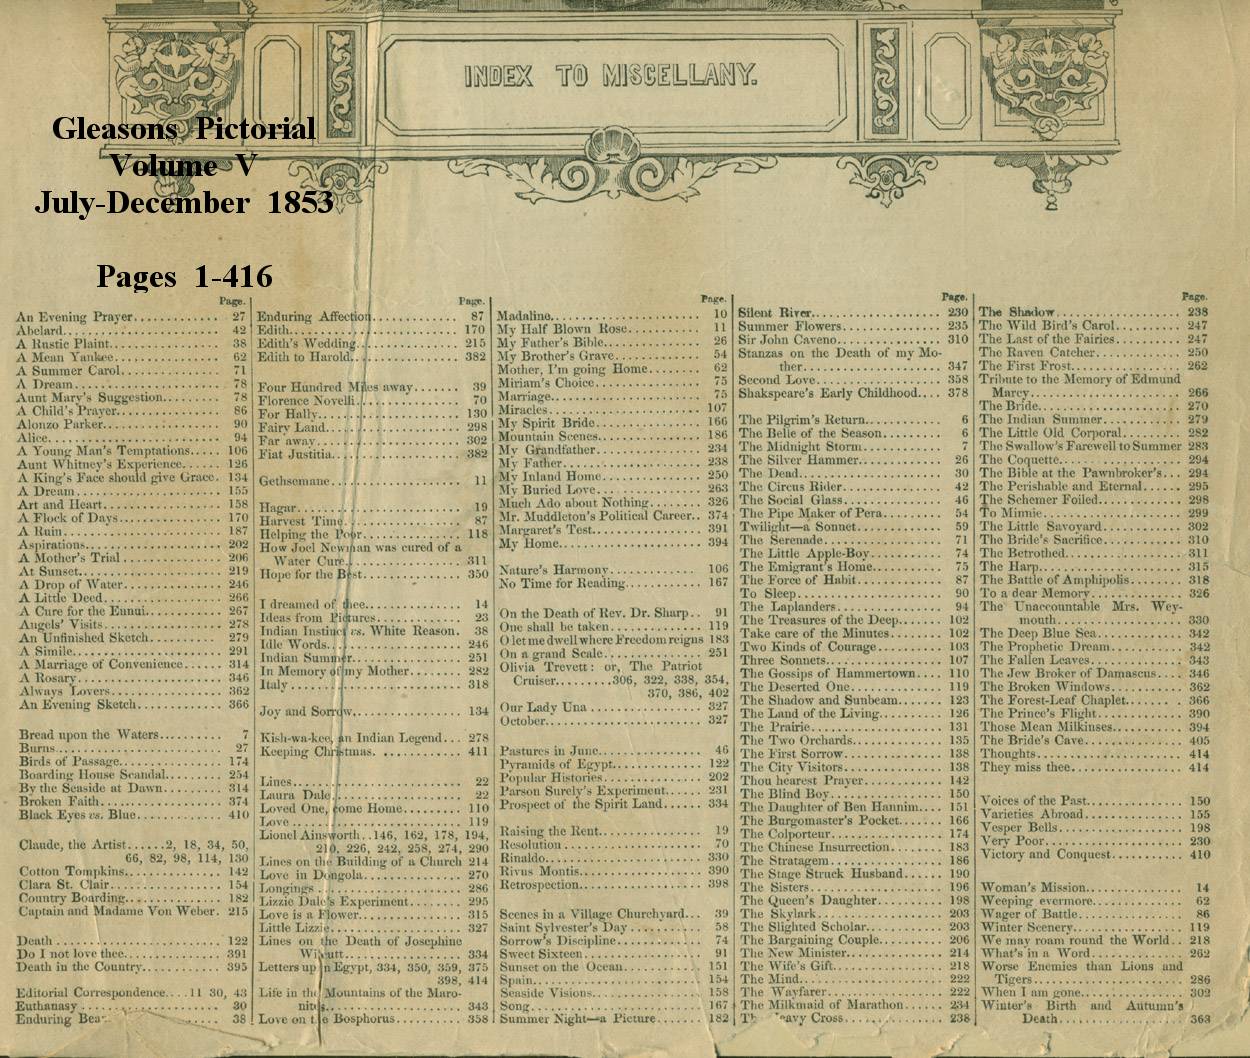 INDEX TO MISCELLANY.
Gleasons Pictorial
Volume V
July-December 1853
Pages 1-416
Page.
An Evening Prayer............ 27
Abelard...................... 42
A Rustic Plaint.............. 38
A Mean Yankee................ 62
A Summer Carol............... 71
A Dream...................... 78
Aunt Mary's Suggestion....... 78
A Child's Prayer............. 86
Alonzo Parker................ 90
Alice........................ 94
A Young Man's Temptations.... 106
Aunt Whitney's Experience.... 126
A King's Face should give Grace. 134
A Dream...................... 155
Art and Heart................ 158
A Flock of Days.............. 170
A Ruin....................... 187
Aspirations.................. 202
A Mother's Trial............. 206
At Sunset.................... 219
A Drop of Water.............. 246
A Little Deed................ 266
A Cure for the Ennui......... 267
Angels' Visits............... 278
An Unfinished Sketch......... 279
A Simile..................... 291
A Marriage of Convenience.... 314
A Rosary..................... 346
Always Lovers................ 362
An Evening Sketch............ 366
Bread upon the Waters........ 7
Burns........................ 27
Birds of Passage............. 174
Boarding House Scandal....... 254
By the Seaside at Dawn....... 314
Broken Faith................. 374
Black Eyes vs. Blue.......... 410
Claude, the Artist......2, 18, 34, 50,
66, 82, 98, 114, 130
Cotton Tompkins.............. 142
Clara St. Clair.............. 154
Country Boarding............. 182
Captain and Madame Von Weber. 215
Death........................ 122
Do I not love thee........... 391
Death in the Country......... 395
Editorial Correspondence....11 30, 43
Euthanasy.................... 30
Enduring 38
Page.
Enduring Affection........... 87
Edith........................ 170
Edith's Wedding.............. 215
Edith to Harold.............. 382
Four Hundred Miles away...... 39
Florence Novelli............. 70
For Hally.................... 130
Fairy Land................... 298
Far away..................... 302
Fiat Justitia................ 382
Gethsemane................... 11
Hagar........................ 19
Harvest Time................. 87
Helping the Poor............. 118
How Joel Newman was cured of a
Water Cure................... 311
Hope for the Best............ 350
I dreamed of thee............ 14
Ideas from Pictures.......... 23
Indian Instinct vs. White Reason. 38
Idle Words................... 246
Indian Summer................ 251
In Memory of my Mother....... 282
Italy........................ 318
Joy and Sorrow............... 134
Kish-wa-kee, an Indian Legend... 278
Keeping Christmas............ 411
Lines........................ 22
Laura Dale................... 22
Loved One, come Home......... 110
Love......................... 119
Lionel Ainsworth..146, 162, 178, 194,
210, 226, 242, 258, 274, 290
Lines on the Building of a Church 214
Love in Dongola.............. 270
Longings..................... 286
Lizzie Dale's Experiment..... 295
Love is a Flower............. 315
Little Lizzie................ 327
Lines on the Death of Josephine
334
Letters Egypt, 334, 350, 359, 375
398, 414
Life in the Mountains of the Maro-
nites........................ 343
Love on the Bosphorus........ 358
Page.
Madaline..................... 10
My Half Blown Rose........... 11
My Father's Bible............ 26
My Brother's Grave........... 54
Mother, I'm going Home....... 62
Miriam's Choice.............. 75
Marriage..................... 75
Miracles..................... 107
My Spirit Bride.............. 166
Mountain Scenes.............. 186
My Grandfather............... 234
My Father.................... 238
My Inland Home............... 250
My Buried Love............... 263
Much Ado about Nothing....... 326
Mr. Muddleton's Political Career.. 374
Margaret's Test.............. 391
My Home...................... 394
Nature's Harmony............. 106
No Time for Reading.......... 167
On the Death of Rev. Dr. Sharp.. 91
One shall be taken........... 119
O let me dwell where Freedom reigns 183
On a grand Scale............. 251
Olivia Trevett: or, The Patriot
Cruiser........306, 322, 338, 354,
370, 386, 402
Our Lady Una................. 327
October...................... 327
Pastures in June............. 46
Pyramids of Egypt............ 122
Popular Histories............ 202
Parson Surely's Experiment... 231
Prospect of the Spirit Land.. 334
Raising the Rent............. 19
Resolution................... 70
Rinaldo...................... 330
Rivus Montis................. 390
Retrospection................ 398
Scenes in a Village Churchyard... 39
Saint Sylvester's Day........ 58
Sorrow's Discipline.......... 74
Sweet Sixteen................ 91
Sunset on the Ocean.......... 151
Spain........................ 154
Seaside Visions.............. 158
Song......................... 167
Summer Night—a Picture....... 182
Page.
Silent River................. 230
Summer Flowers............... 235
Sir John Caveno.............. 310
Stanzas on the Death of my Mo-
ther......................... 347
Second Love.................. 358
Shakspeare's Early Childhood.... 378
The Pilgrim's Return......... 6
The Belle of the Season...... 6
The Midnight Storm........... 7
The Silver Hammer............ 26
The Dead..................... 30
The Circus Rider............. 42
The Social Glass............. 46
The Pipe Maker of Pera....... 54
Twilight—a Sonnet............ 59
The Serenade................. 71
The Little Apple-Boy......... 74
The Emigrant's Home.......... 75
The Force of Habit........... 87
To Sleep..................... 90
The Laplanders............... 94
The Treasures of the Deep.... 102
Take care of the Minutes..... 102
Two Kinds of Courage......... 103
Three Sonnets................ 107
The Gossips of Hammertown.... 110
The Deserted One............. 119
The Shadow and Sunbeam....... 123
The Land of the Living....... 126
The Prairie.................. 131
The Two Orchards............. 135
The First Sorrow............. 138
The City Visitors............ 138
Thou hearest Prayer.......... 142
The Blind Boy................ 150
The Daughter of Ben Hannim... 151
The Burgomaster's Pocket..... 166
The Colporteur............... 174
The Chinese Insurrection..... 183
The Stratagem................ 186
The Stage Struck Husband..... 190
The Sisters.................. 196
The Queen's Daughter......... 198
The Skylark.................. 203
The Slighted Scholar......... 203
The Bargaining Couple........ 206
The New Minister............. 214
The Wife's Gift.............. 218
The Mind..................... 222
The Wayfarer................. 222
The Milkmaid of Marathon..... 234
The Heavy Cross.............. 238
Page.
The Shadow................... 238
The Wild Bird's Carol........ 247
The Last of the Fairies...... 247
The Raven Catcher............ 250
The First Frost.............. 262
Tribute to the Memory of Edmund
Marcy........................ 266
The Bride.................... 270
The Indian Summer............ 279
The Little Old Corporal...... 282
The Swallow's Farewell to Summer 283
The Coquette................. 294
The Bible at the Pawnbroker's... 294
The Perishable and Eternal... 295
The Schemer Foiled........... 298
To Minnie.................... 299
The Little Savoyard.......... 302
The Bride's Sacrifice........ 310
The Betrothed................ 311
The Harp..................... 315
The Battle of Amphipolis..... 318
To a dear Memory............. 326
The Unaccountable Mrs. Wey-
mouth........................ 330
The Deep Blue Sea............ 342
The Prophetic Dream.......... 342
The Fallen Leaves............ 343
The Jew Broker of Damascus... 346
The Broken Windows........... 362
The Forest-Leaf Chaplet...... 366
The Prince's Flight.......... 390
Those Mean Milkinses......... 394
The Bride's Cave............. 405
Thoughts..................... 414
They miss thee............... 414
Voices of the Past........... 150
Varieties Abroad............. 155
Vesper Bells................. 198
Very Poor.................... 230
Victory and Conquest......... 410
Woman's Mission.............. 14
Weeping evermore............. 62
Wager of Battle.............. 86
Winter Scenery............... 119
We may roam round the World.. 218
What's in a Word............. 262
Worse Enemies than Lions and
Tigers....................... 286
When I am gone............... 302
Winter's Birth and Autumn's
Death........................ 363